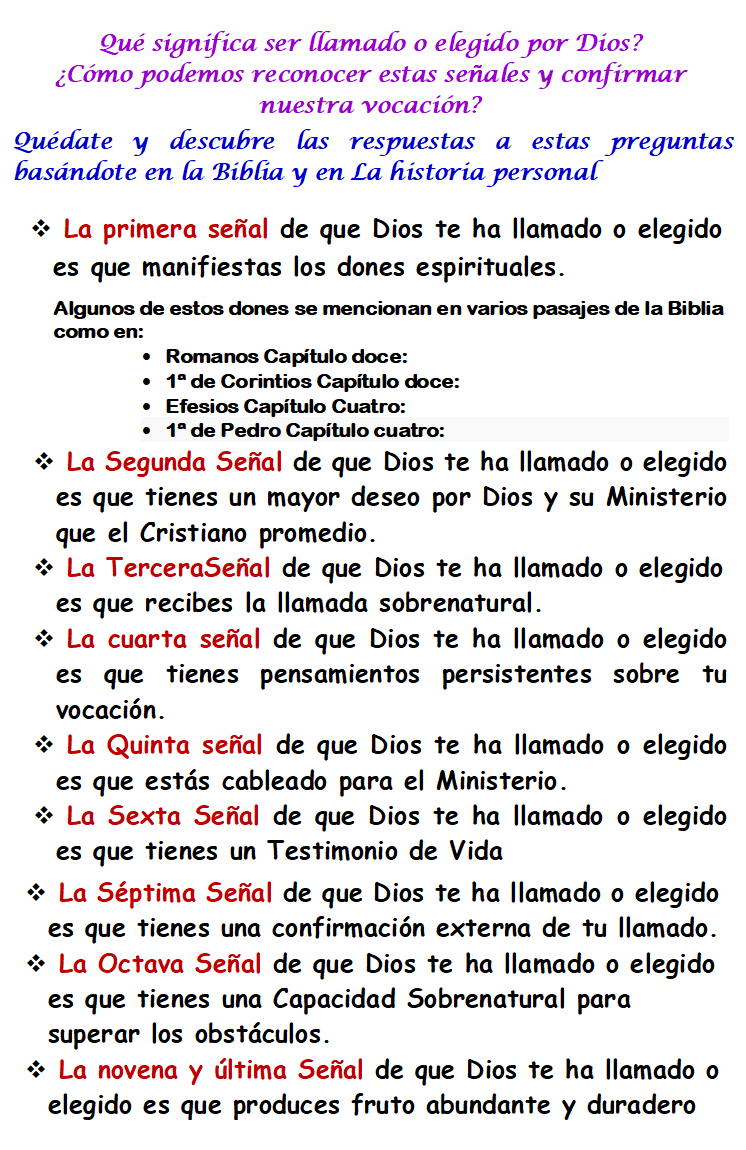 Qué significa ser llamado o elegido por Dios?
¿Cómo podemos reconocer estas señales y confirmar
nuestra vocación?
Quédate y descubre las respuestas a estas preguntas
basándote en la Biblia y en La historia personal
❖ La primera señal de que Dios te ha llamado o elegido
es que manifiestas los dones espirituales.
Algunos de estos dones se mencionan en varios pasajes de la Biblia
como en:
• Romanos Capítulo doce:
• 1ª de Corintios Capítulo doce:
• Efesios Capítulo Cuatro:
• 1ª de Pedro Capítulo cuatro:
❖ La Segunda Señal de que Dios te ha llamado o elegido
es que tienes un mayor deseo por Dios y su Ministerio
que el Cristiano promedio.
❖ La TerceraSeñal de que Dios te ha llamado o elegido
es que recibes la llamada sobrenatural.
❖ La cuarta señal de que Dios te ha llamado o elegido
es que tienes pensamientos persistentes sobre tu
vocación.
❖ La Quinta señal de que Dios te ha llamado o elegido
es que estás cableado para el Ministerio.
❖ La Sexta Señal de que Dios te ha llamado o elegido
es que tienes un Testimonio de Vida
❖ La Séptima Señal de que Dios te ha llamado o elegido
es que tienes una confirmación externa de tu llamado.
❖ La Octava Señal de que Dios te ha llamado o elegido
es que tienes una Capacidad Sobrenatural para
superar los obstáculos.
❖ La novena y última Señal de que Dios te ha llamado o
elegido es que produces fruto abundante y duradero